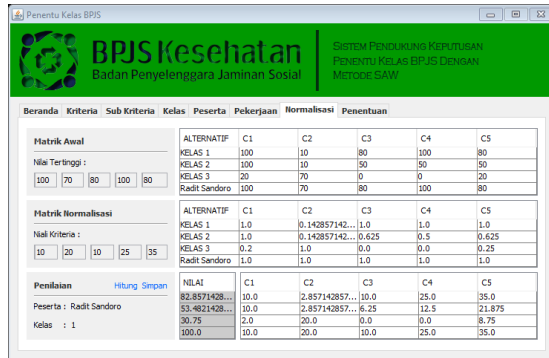 Penentu Kelas BPJS
BPJS Kesehatan
Badan Penyelenggara Jaminan Sosial
SISTEM PENDUKUNG KEPUTUSAN
PENENTU KELAS BPJS DENGAN
METODE SAW
Beranda Kriteria Sub Kriteria Kelas Peserta Pekerjaan Normalisasi Penentuan
Matrik Awal
Nilai Tertinggi :
100 70 80 100 80
ALTERNATIF C1 C2 C3 C4 C5
KELAS 1 100 10 80 100 80
KELAS 2 100 10 50 50 50
KELAS 3 20 70 0 0 20
Radit Sandoro 100 70 80 100 80
Matrik Normalisasi
Niali Kriteria :
10 20 10 25 35
ALTERNATIF C1 C2 C3 C4 C5
KELAS 1 1.0 0.142857142... 1.0 1.0 1.0
KELAS 2 1.0 0.142857142... 0.625 0.5 0.625
KELAS 3 0.2 1.0 0.0 0.0 0.25
Radit Sandoro 1.0 1.0 1.0 1.0 1.0
Penilaian Hitung Simpan
Peserta : Radit Sandoro
Kelas : 1
NILAI C1 C2 C3 C4 C5
82.8571428... 10.0 2.857142857... 10.0 25.0 35.0
53.4821428... 10.0 2.857142857... 6.25 12.5 21.875
30.75 2.0 20.0 0.0 0.0 8.75
100.0 10.0 20.0 10.0 25.0 35.0